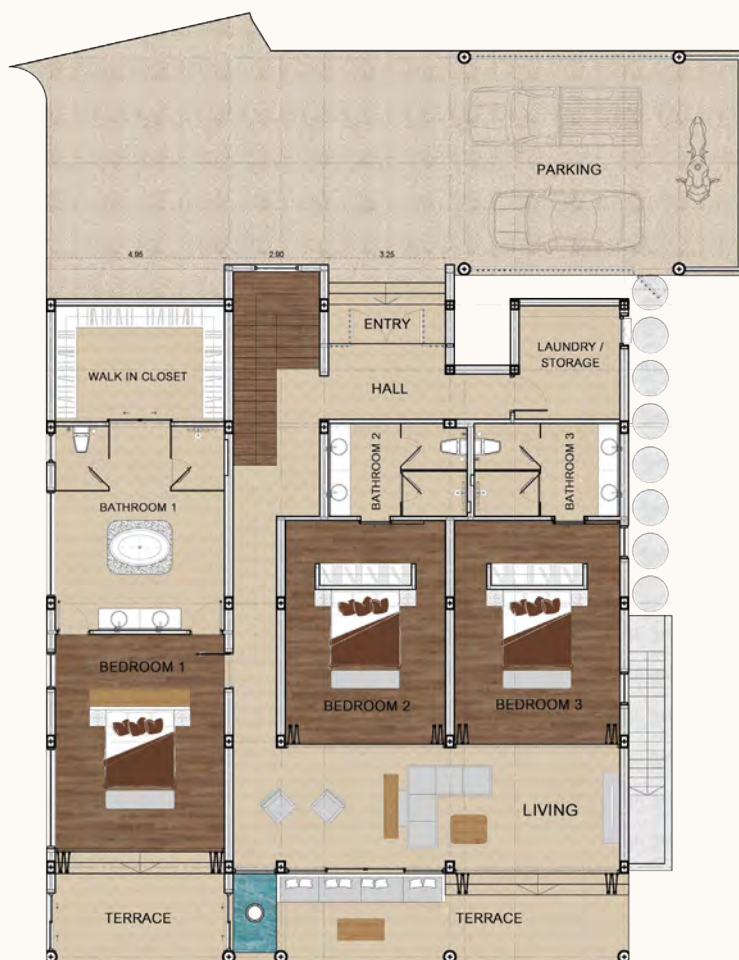 PARKING
4.95
2.90
3.25
ENTRY
LAUNDRY /
STORAGE
WALK IN CLOSET
HALL
BATHROOM 2
BATHROOM 3
BATHROOM 1
BEDROOM 1
BEDROOM 2
BEDROOM 3
LIVING
TERRACE
TERRACE